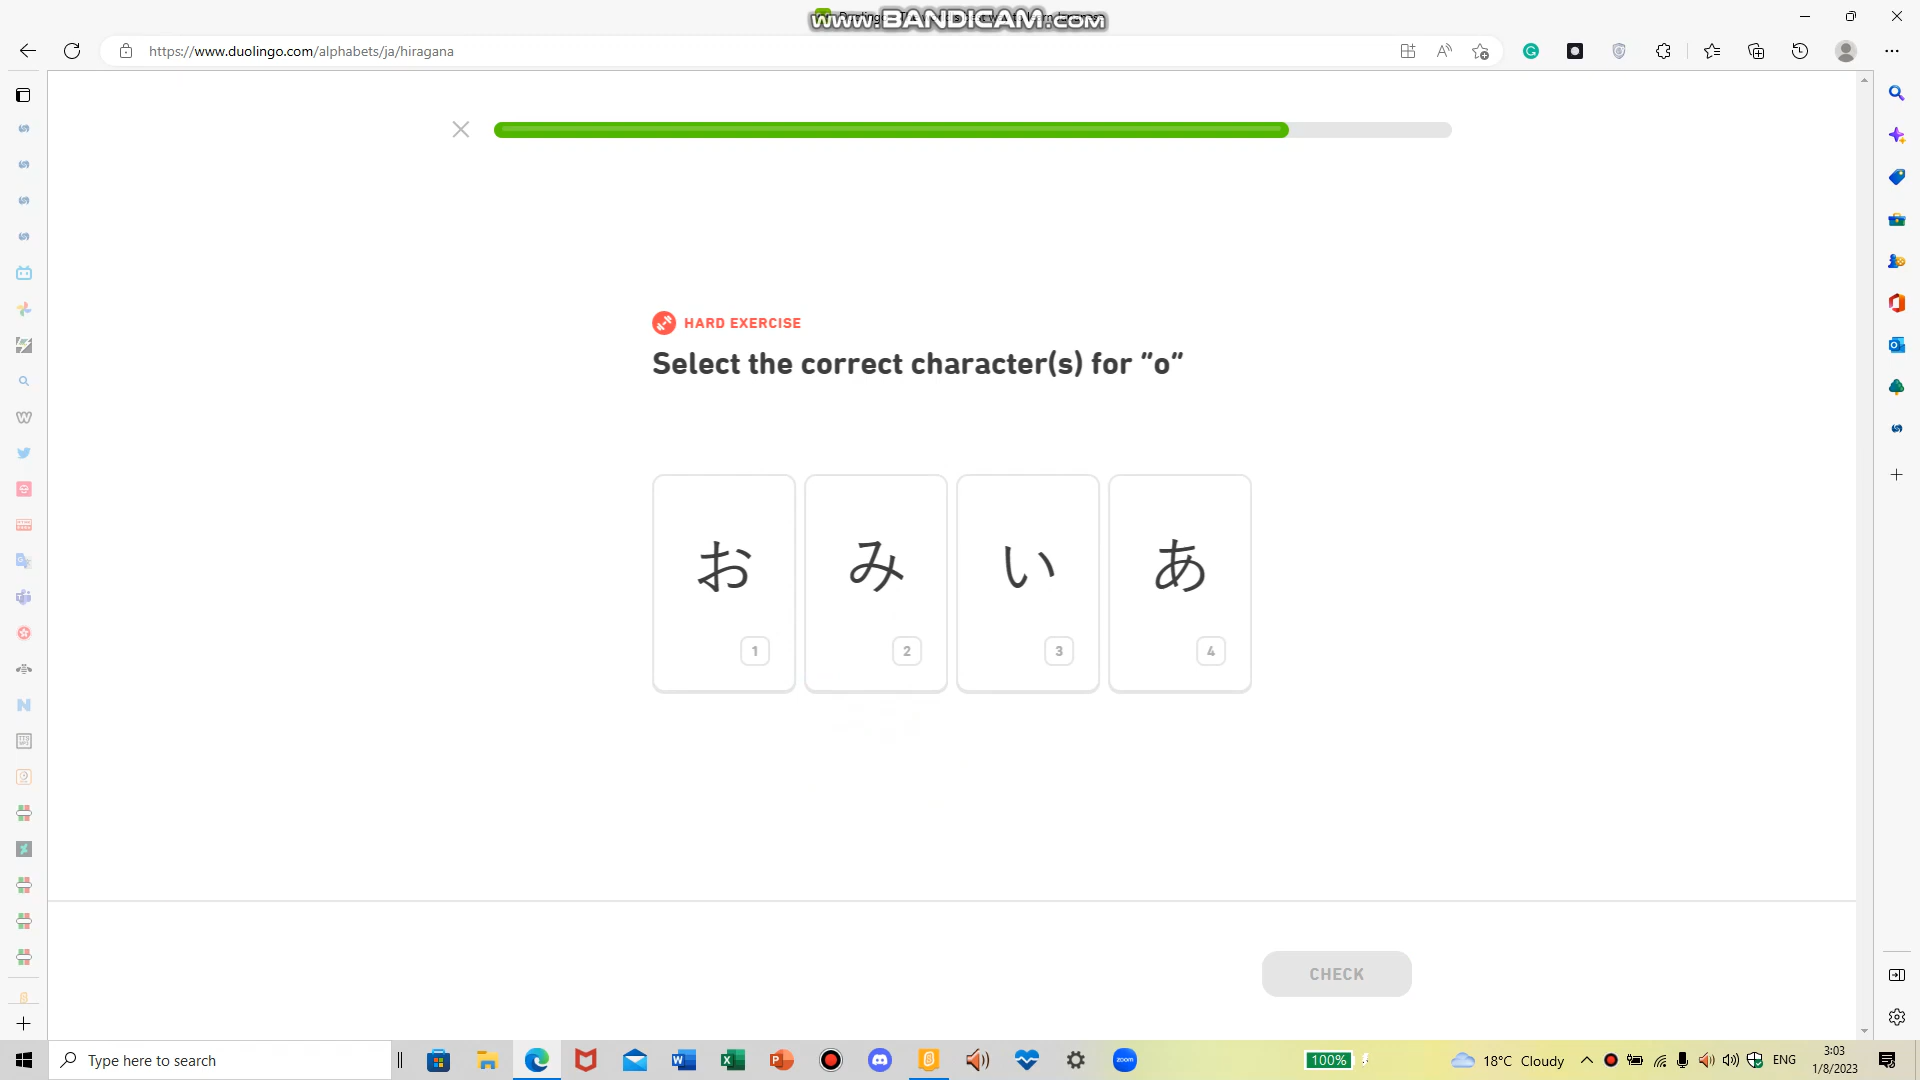 www.BANDICAM.com
https://www.duolingo.com/alphabets/ja/hiragana
HARD EXERCISE
Select the correct character(s) for "o"
お み い あ
1 2 3 4
CHECK
Type here to search
100%
18°C Cloudy
ENG
3:03
1/8/2023